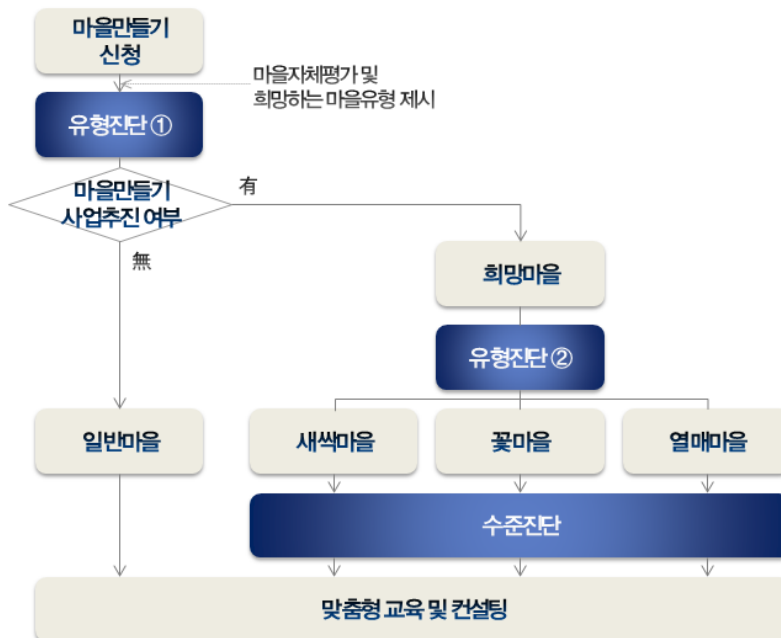 마을만들기
신청
마을자체평가 및
희망하는 마을유형 제시
유형진단 ①
마을만들기
사업추진 여부
有
無
희망마을
유형진단 ②
일반마을
새싹마을
꽃마을
열매마을
수준진단
맞춤형 교육 및 컨설팅